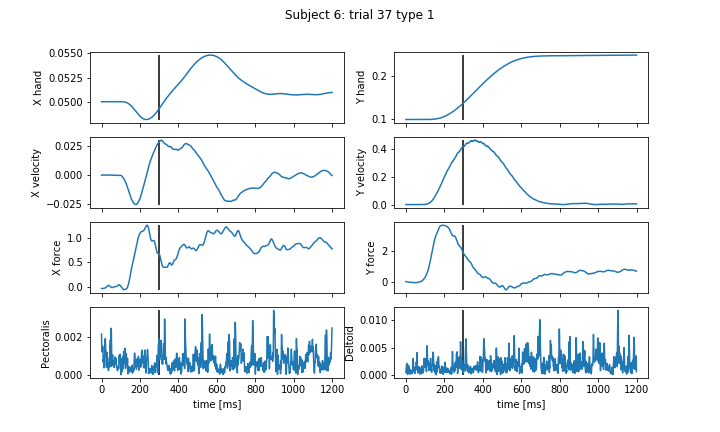 Subject 6: trial 37 type 1
X hand
0.0550
0.0525
0.0500
Y hand
0.2
0.1
X velocity
0.025
0.000
−0.025
Y velocity
0.4
0.2
0.0
X force
1.0
0.5
0.0
Y force
2
0
Pectoralis
0.002
0.000
0 200 400 600 800 1000 1200
time [ms]
Deltoid
0.010
0.005
0.000
0 200 400 600 800 1000 1200
time [ms]